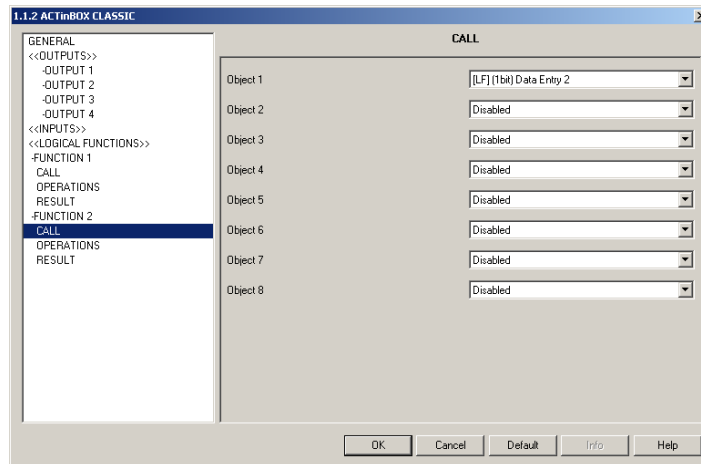 1.1.2 ACTinBOX CLASSIC
GENERAL
<<OUTPUTS>>
-OUTPUT 1
-OUTPUT 2
-OUTPUT 3
-OUTPUT 4
<<INPUTS>>
<<LOGICAL FUNCTIONS>>
-FUNCTION 1
CALL
OPERATIONS
RESULT
-FUNCTION 2
CALL
OPERATIONS
RESULT
CALL
Object 1 [LF] (1bit) Data Entry 2
Object 2 Disabled
Object 3 Disabled
Object 4 Disabled
Object 5 Disabled
Object 6 Disabled
Object 7 Disabled
Object 8 Disabled
OK Cancel Default Info Help